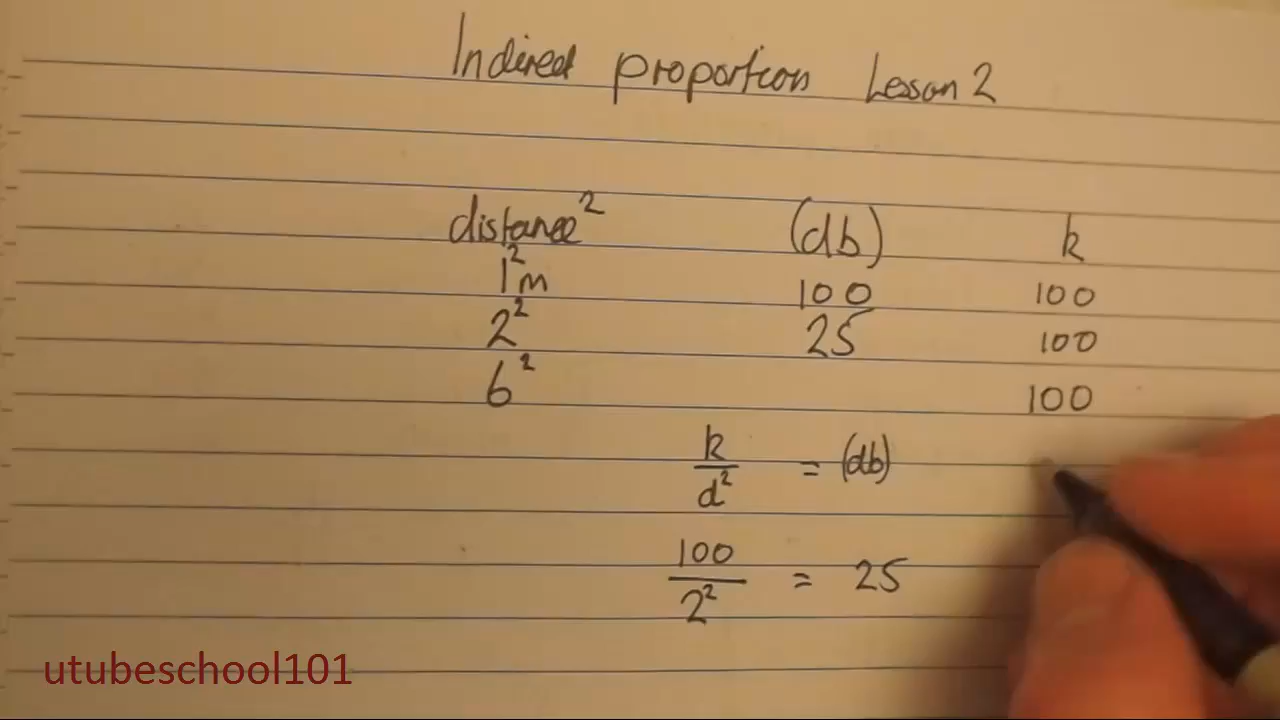 Indirect proportion Lesson 2
distance² (db) k
1²m 100 100
2² 25 100
6² 100
k/d² = (db)
100/2² = 25
utubeschool101